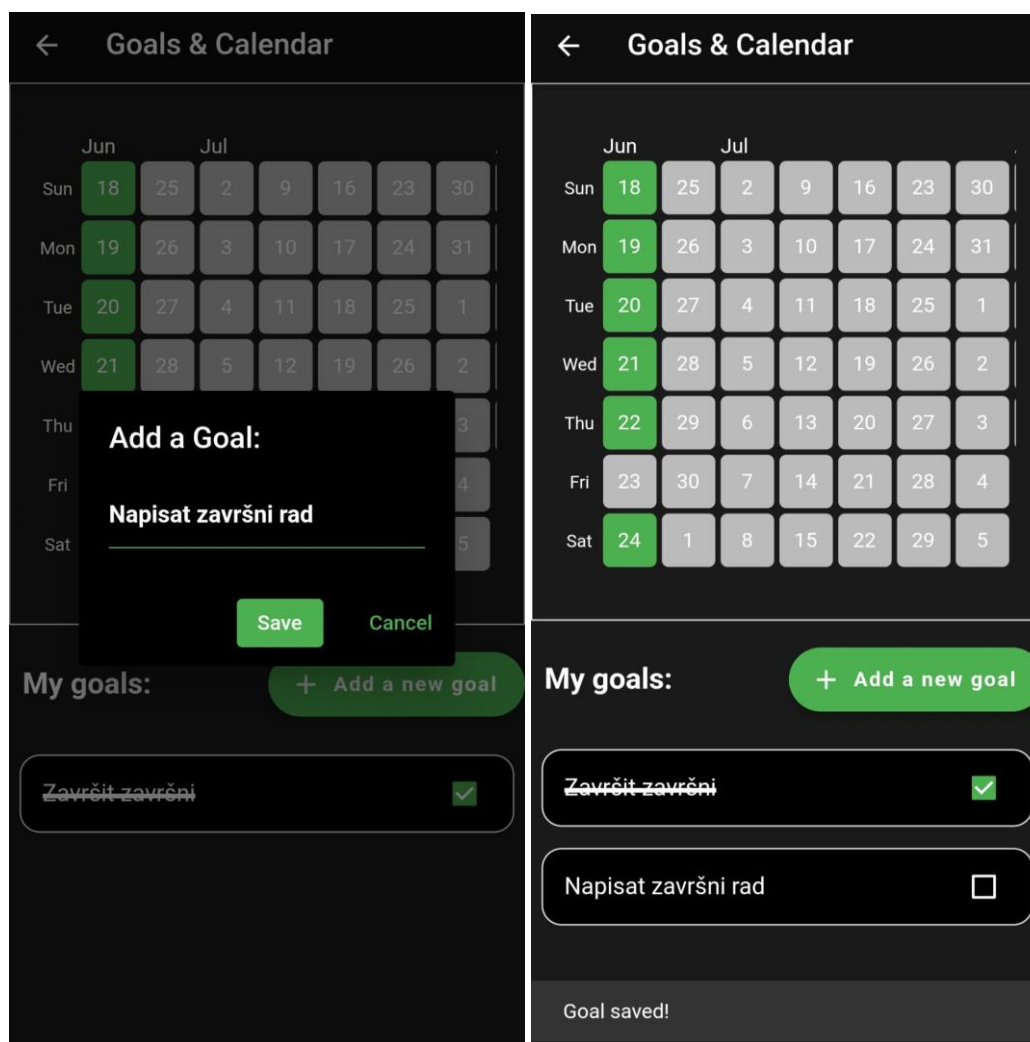 ← Goals & Calendar
Jun Jul
Sun 18 25 2 9 16 23 30
Mon 19 26 3 10 17 24 31
Tue 20 27 4 11 18 25 1
Wed 21 28 5 12 19 26 2
Thu 3
Fri 4
Sat 5
Add a Goal:
Napisat završni rad
Save Cancel
My goals:
+ Add a new goal
Završit završni
← Goals & Calendar
Jun Jul
Sun 18 25 2 9 16 23 30
Mon 19 26 3 10 17 24 31
Tue 20 27 4 11 18 25 1
Wed 21 28 5 12 19 26 2
Thu 22 29 6 13 20 27 3
Fri 23 30 7 14 21 28 4
Sat 24 1 8 15 22 29 5
My goals:
+ Add a new goal
Završit završni
Napisat završni rad
Goal saved!